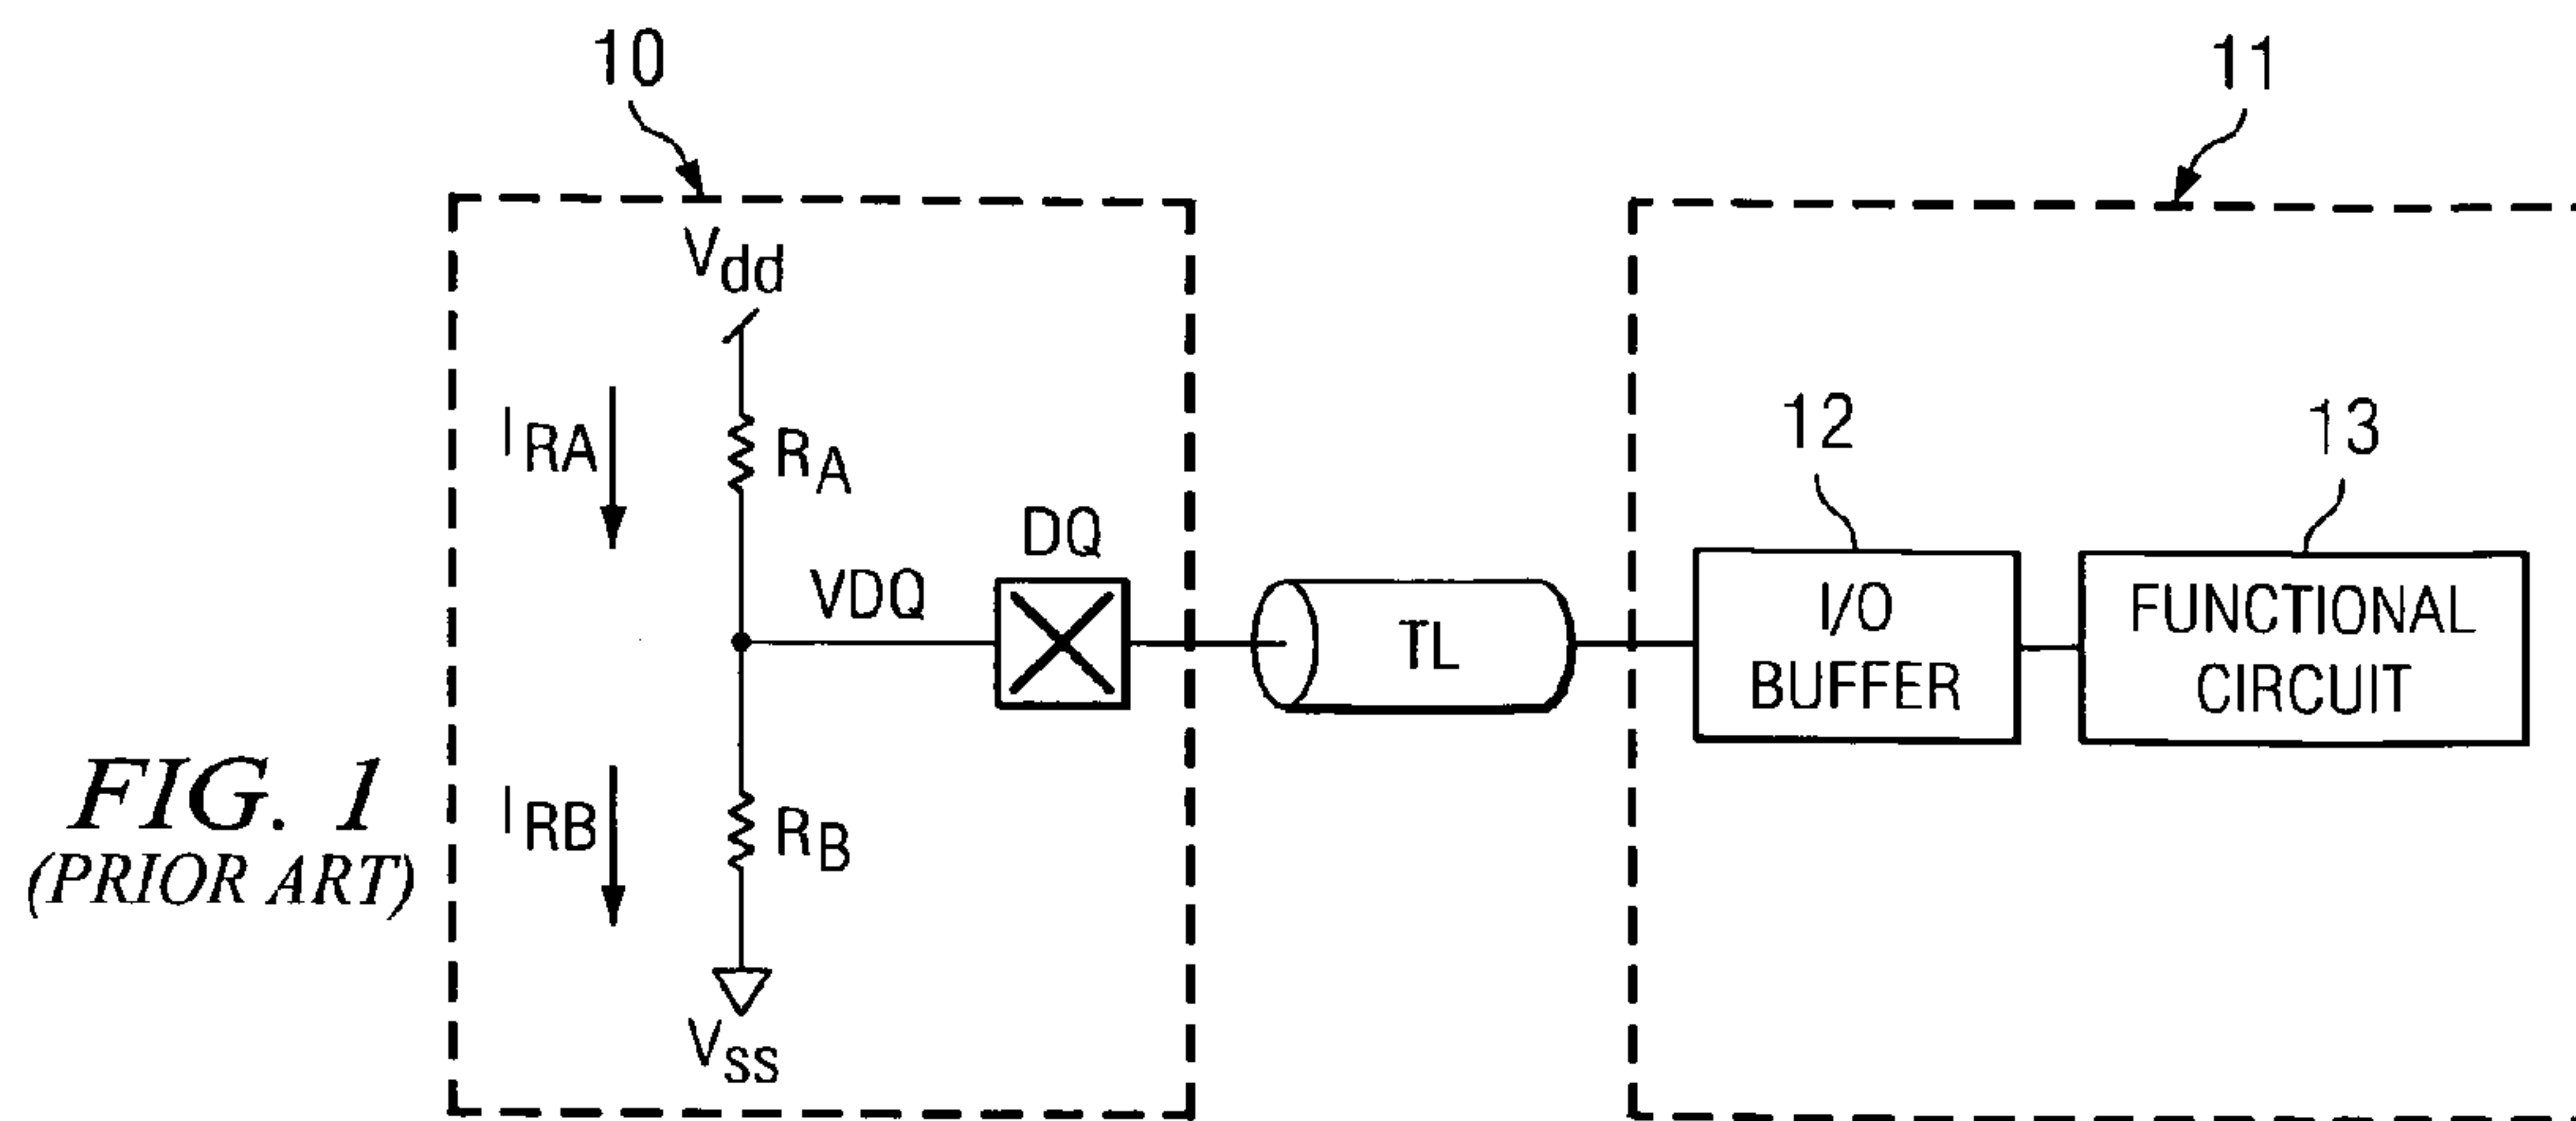 10
11
Vdd
IRA
RA
12
13
DQ
VDQ
TL
I/O
BUFFER
FUNCTIONAL
CIRCUIT
FIG. 1
(PRIOR ART)
IRB
RB
Vss